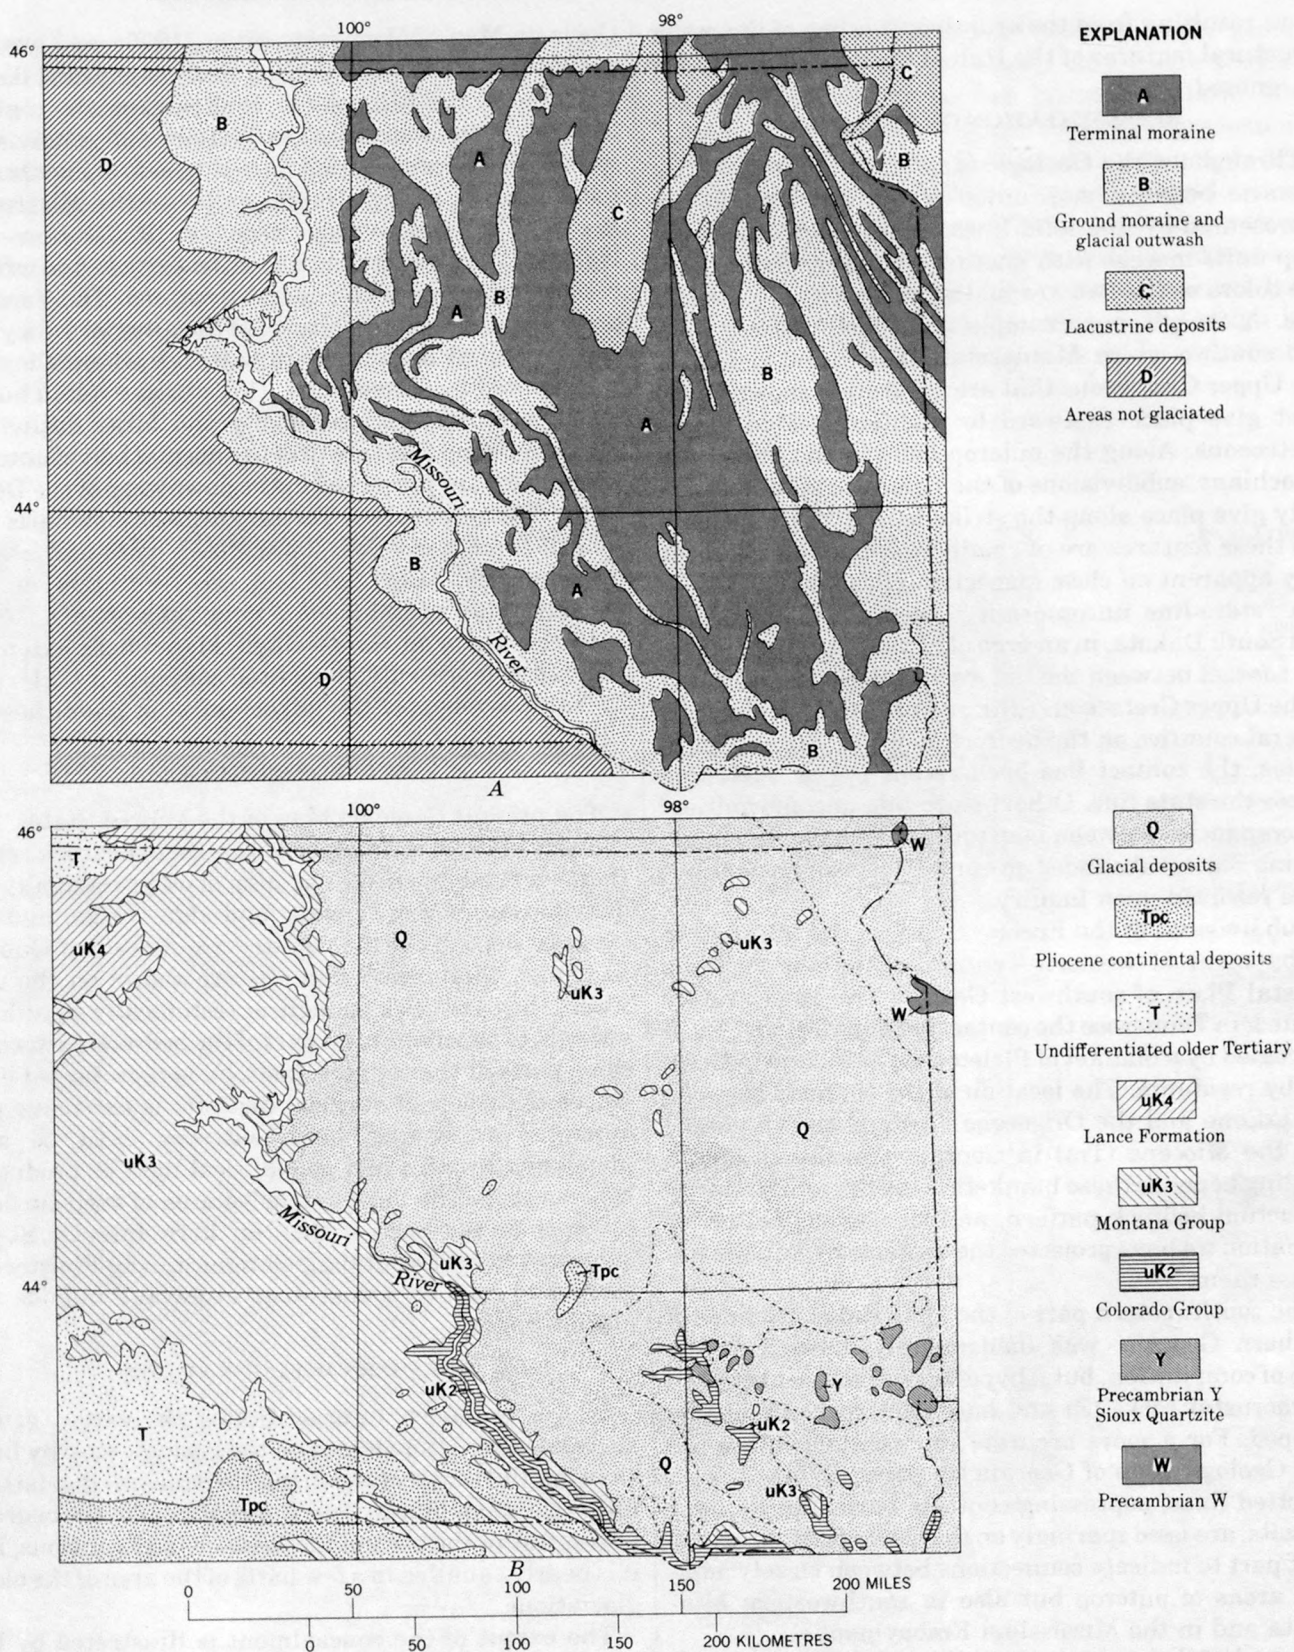 100°
98°
46°
44°
B
D
A
C
C
B
A
B
B
A
Missouri
B
A
River
D
B
A
EXPLANATION
A
Terminal moraine
B
Ground moraine and
glacial outwash
C
Lacustrine deposits
D
Areas not glaciated
100°
98°
46°
44°
T
W
uK4
Q
uK3
uK3
W
uK3
Q
Missouri
River
uK3
Tpc
uK2
Y
T
uK2
Q
uK3
Tpc
B
Q
Glacial deposits
Tpc
Pliocene continental deposits
T
Undifferentiated older Tertiary
uK4
Lance Formation
uK3
Montana Group
uK2
Colorado Group
Y
Precambrian Y
Sioux Quartzite
W
Precambrian W
0 50 100 150 200 MILES
0 50 100 150 200 KILOMETRES